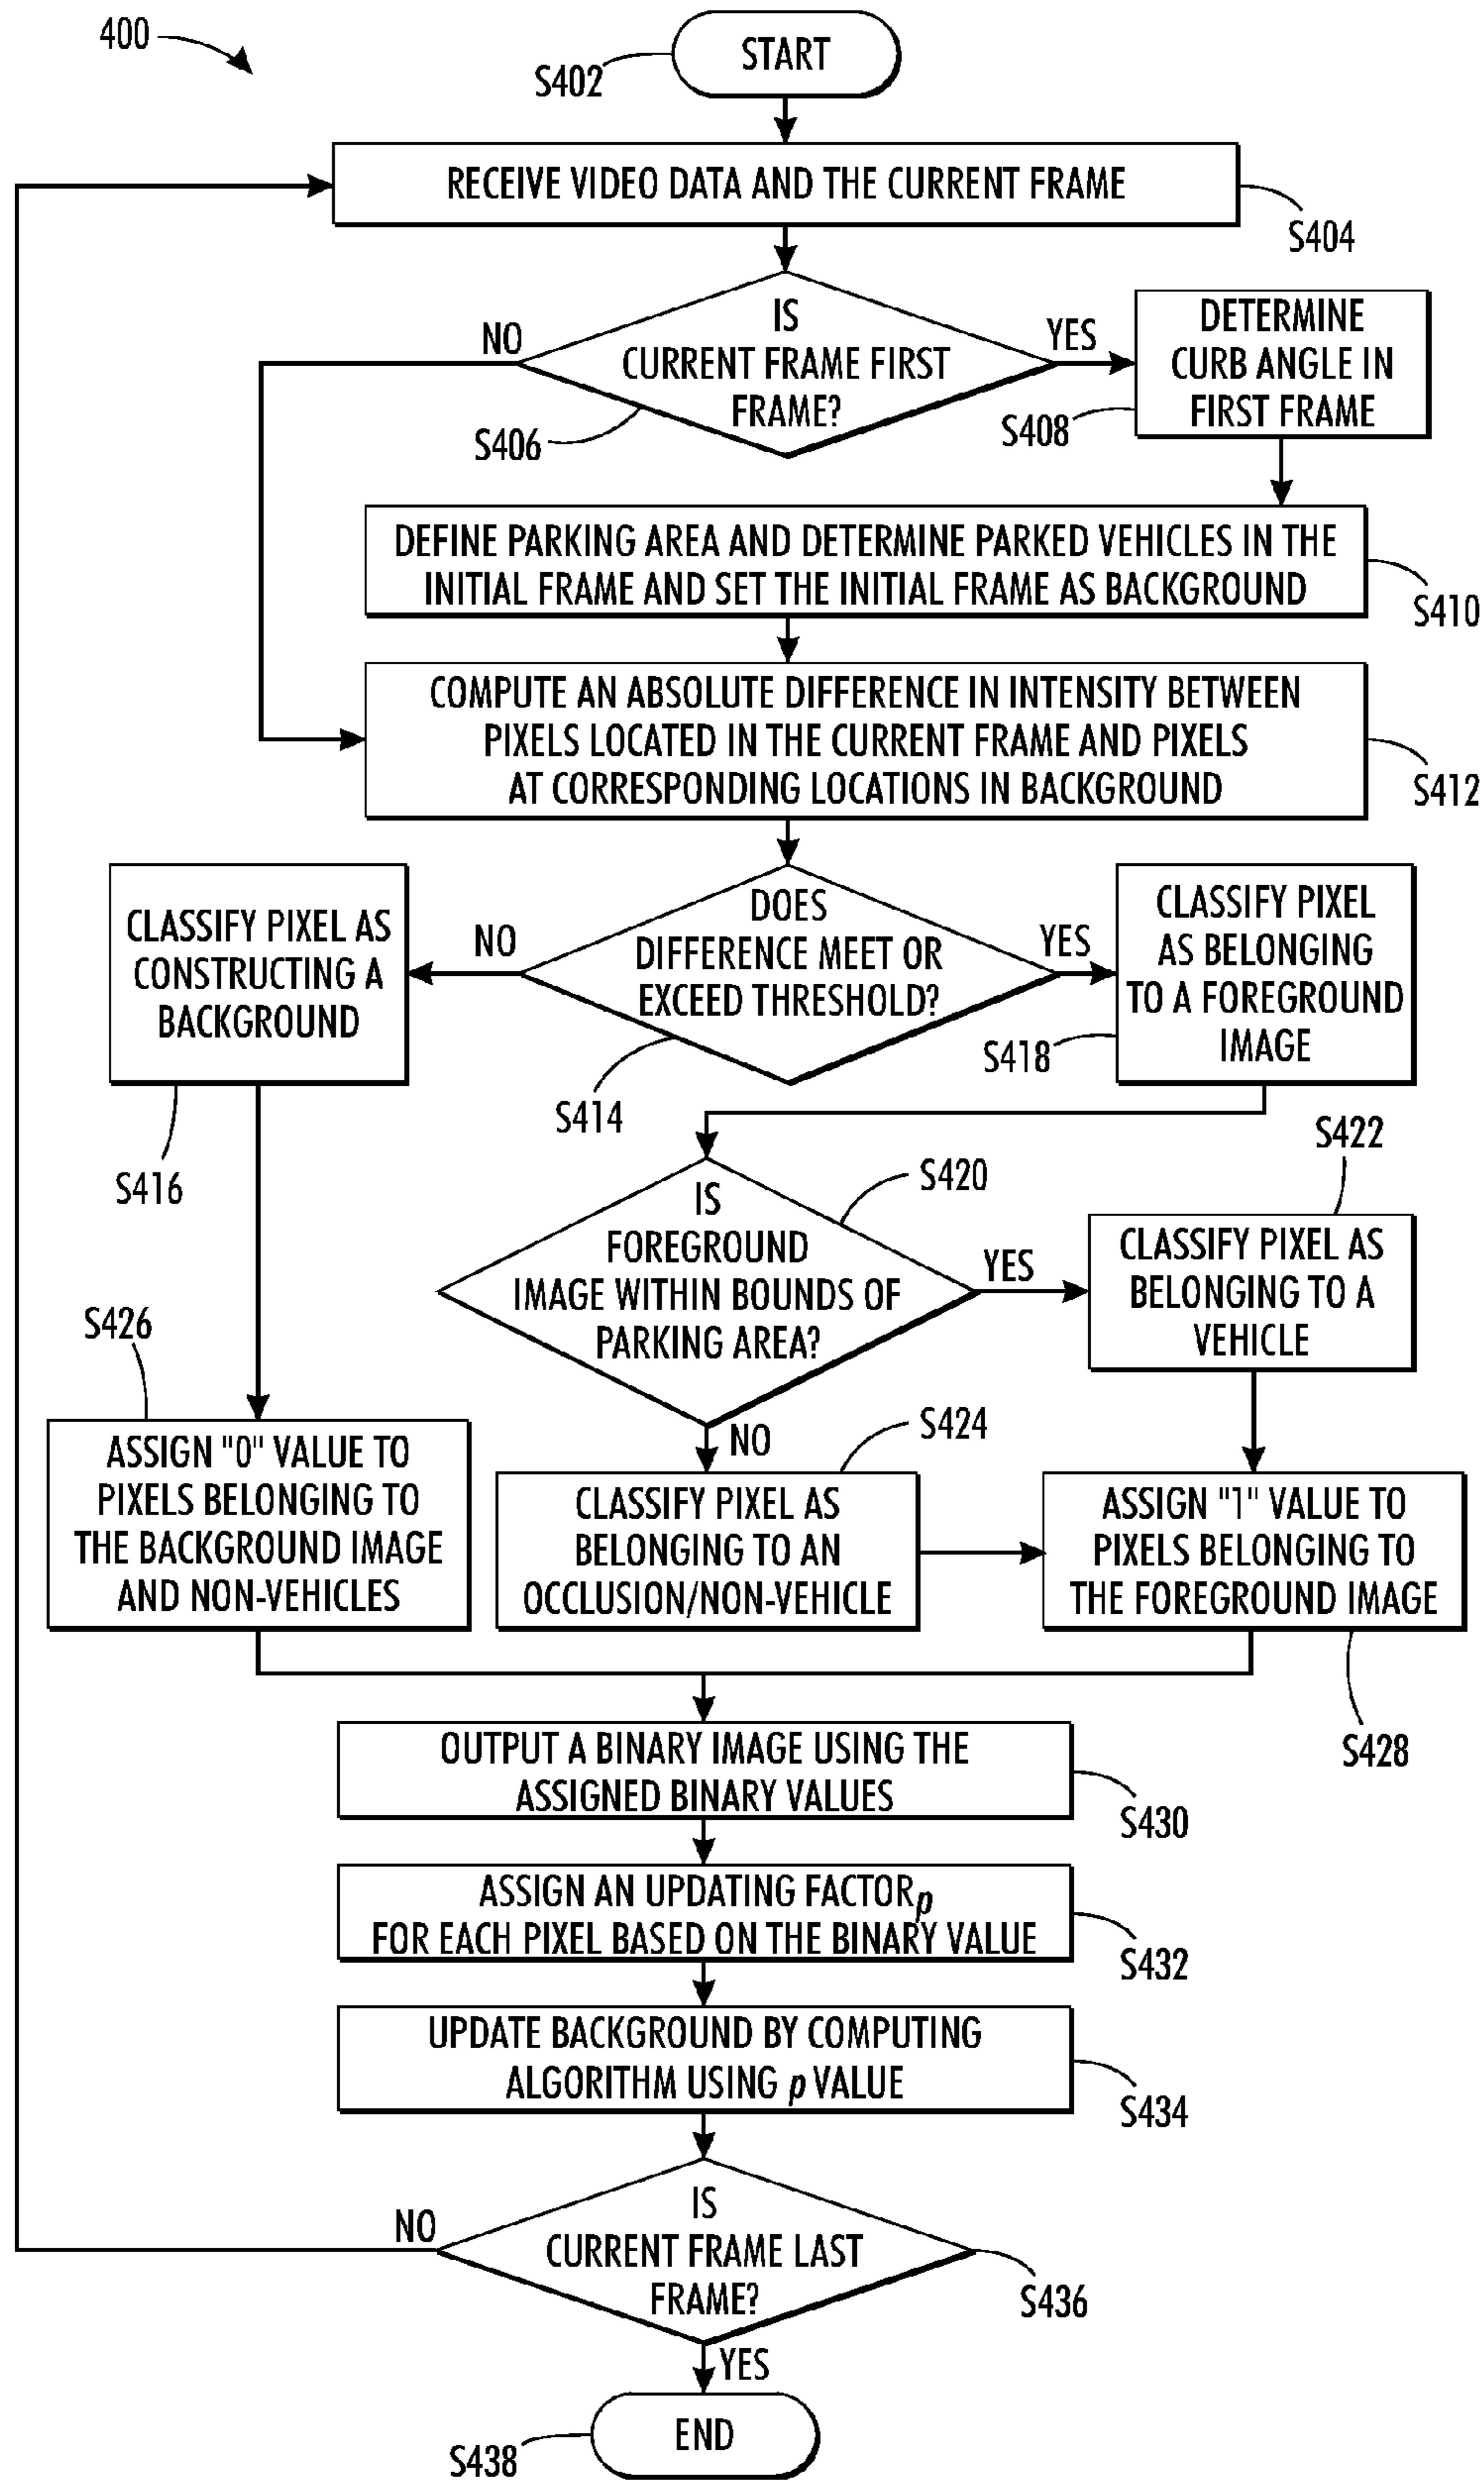 400
START
S402
RECEIVE VIDEO DATA AND THE CURRENT FRAME
S404
IS
CURRENT FRAME FIRST
FRAME?
NO
YES
S406
DETERMINE
CURB ANGLE IN
FIRST FRAME
S408
DEFINE PARKING AREA AND DETERMINE PARKED VEHICLES IN THE
INITIAL FRAME AND SET THE INITIAL FRAME AS BACKGROUND
S410
COMPUTE AN ABSOLUTE DIFFERENCE IN INTENSITY BETWEEN
PIXELS LOCATED IN THE CURRENT FRAME AND PIXELS
AT CORRESPONDING LOCATIONS IN BACKGROUND
S412
DOES
DIFFERENCE MEET OR
EXCEED THRESHOLD?
NO
YES
S414
CLASSIFY PIXEL AS
CONSTRUCTING A
BACKGROUND
S416
CLASSIFY PIXEL
AS BELONGING
TO A FOREGROUND
IMAGE
S418
IS
FOREGROUND
IMAGE WITHIN BOUNDS OF
PARKING AREA?
S420
YES
NO
S422
CLASSIFY PIXEL AS
BELONGING TO A
VEHICLE
S424
CLASSIFY PIXEL AS
BELONGING TO AN
OCCLUSION/NON-VEHICLE
S426
ASSIGN "0" VALUE TO
PIXELS BELONGING TO
THE BACKGROUND IMAGE
AND NON-VEHICLES
ASSIGN "1" VALUE TO
PIXELS BELONGING TO
THE FOREGROUND IMAGE
S428
OUTPUT A BINARY IMAGE USING THE
ASSIGNED BINARY VALUES
S430
ASSIGN AN UPDATING FACTOR p
FOR EACH PIXEL BASED ON THE BINARY VALUE
S432
UPDATE BACKGROUND BY COMPUTING
ALGORITHM USING p VALUE
S434
IS
CURRENT FRAME LAST
FRAME?
NO
S436
YES
END
S438